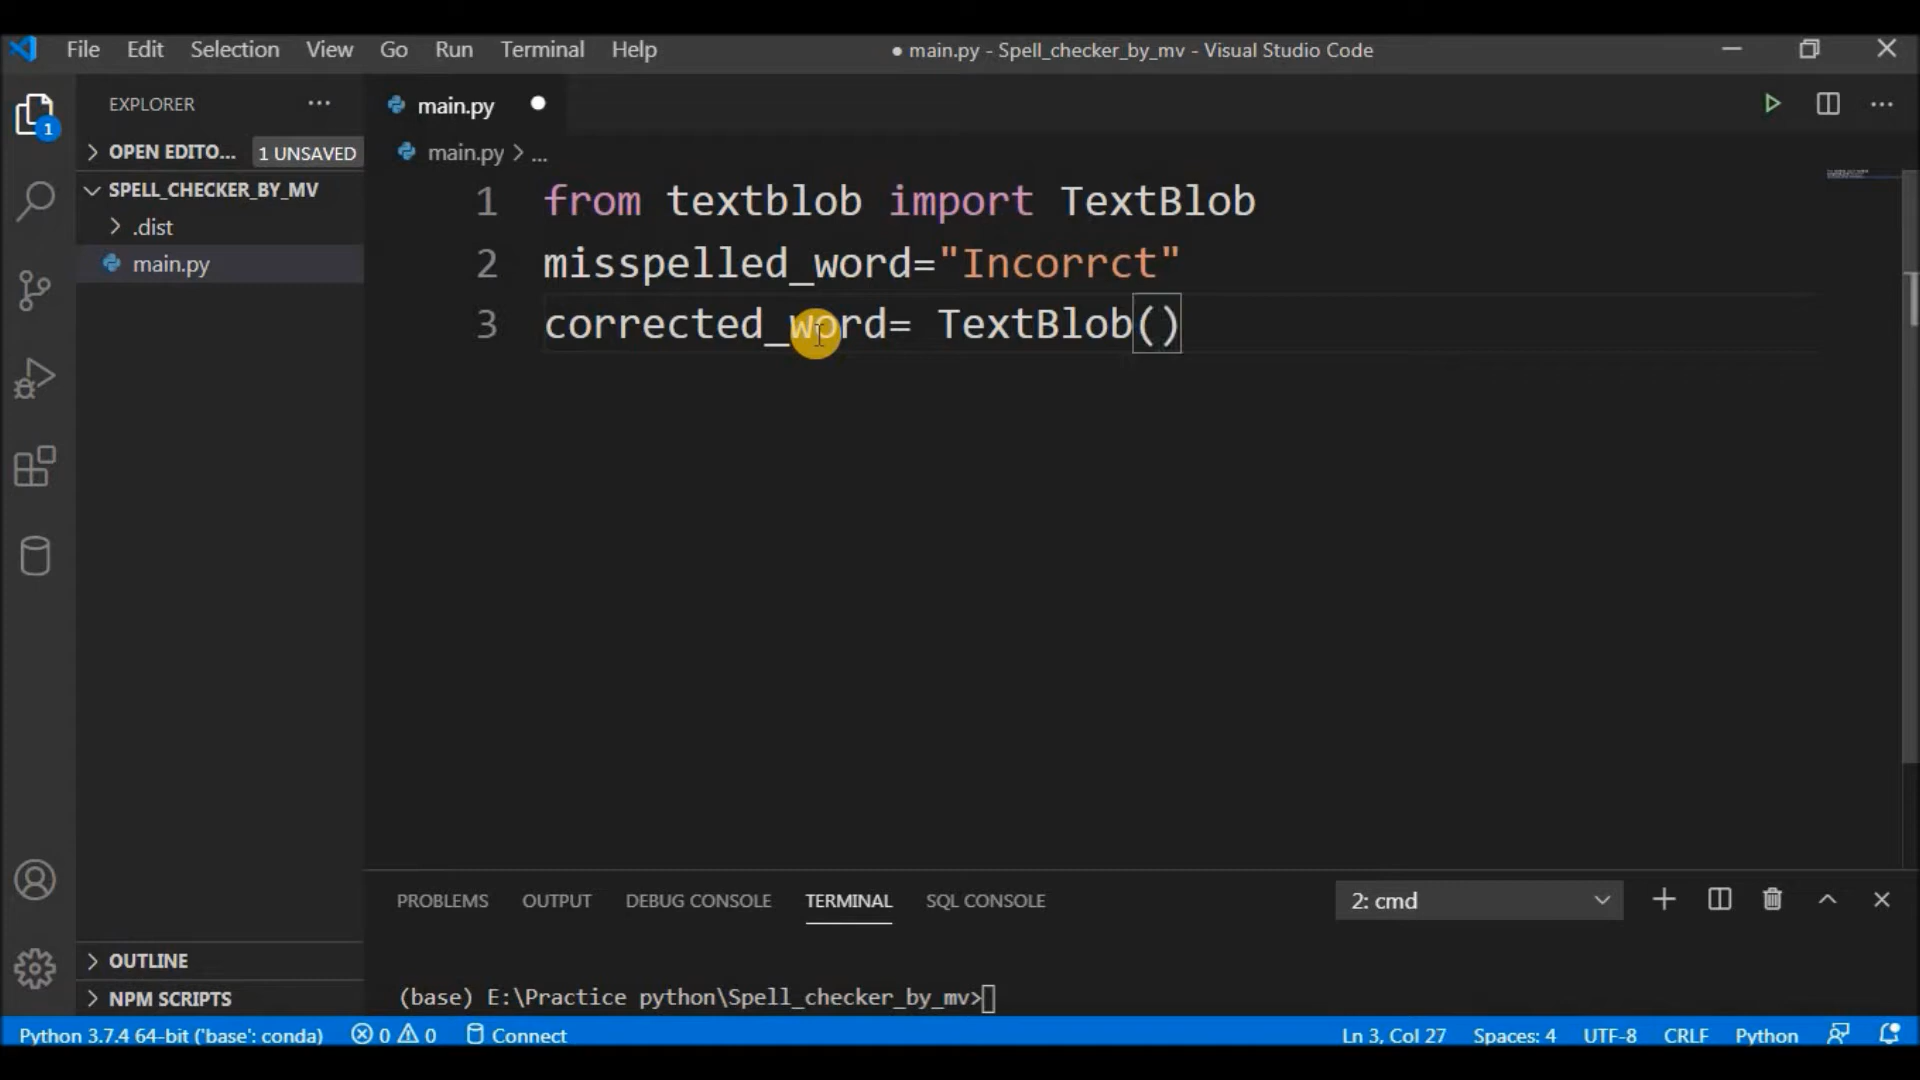 File Edit Selection View Go Run Terminal Help ● main.py - Spell_checker_by_mv - Visual Studio Code
EXPLORER ···
OPEN EDITO... 1 UNSAVED
SPELL_CHECKER_BY_MV
.dist
main.py
1
main.py
main.py > ...
1 from textblob import TextBlob
2 misspelled_word="Incorrct"
3 corrected_word= TextBlob()
OUTLINE
NPM SCRIPTS
PROBLEMS OUTPUT DEBUG CONSOLE TERMINAL SQL CONSOLE 2: cmd
(base) E:\Practice python\Spell_checker_by_mv>
Python 3.7.4 64-bit ('base': conda) 0 0 Connect Ln 3, Col 27 Spaces: 4 UTF-8 CRLF Python